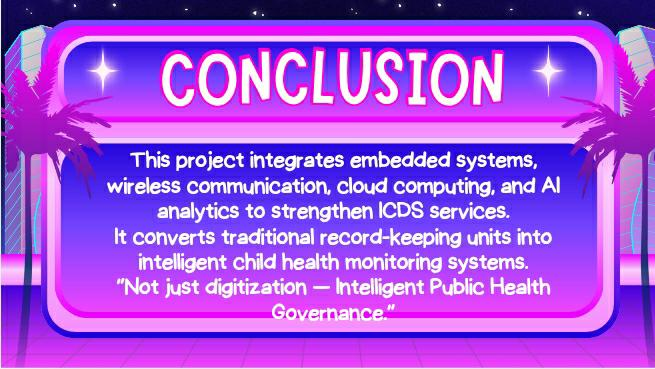 CONCLUSION
This project integrates embedded systems,
wireless communication, cloud computing, and AI
analytics to strengthen ICDS services.
It converts traditional record-keeping units into
intelligent child health monitoring systems.
"Not just digitization — Intelligent Public Health
Governance."